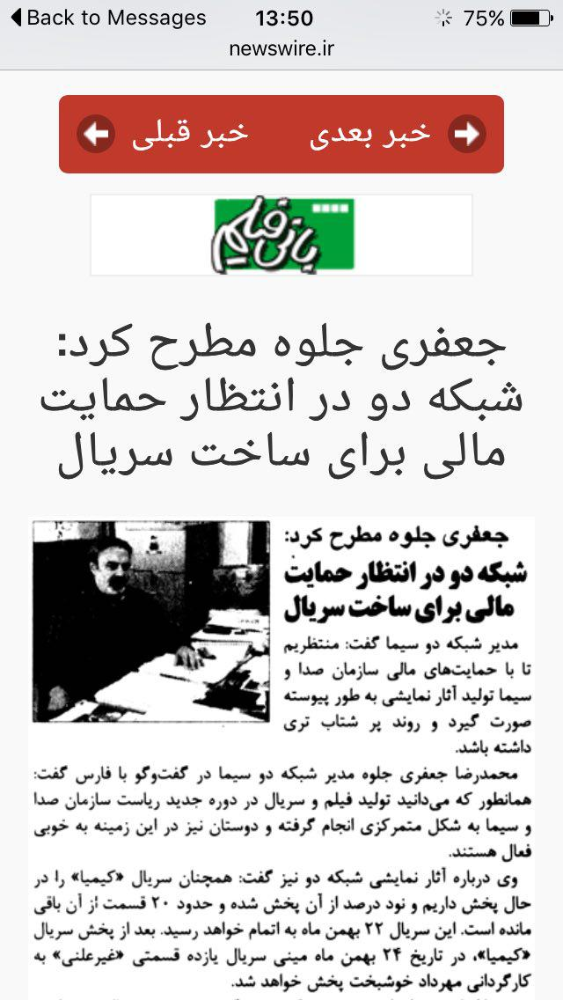 Back to Messages 13:50 75%
newswire.ir
خبر بعدی خبر قبلی
بانی فیلم
جعفری جلوه مطرح کرد:
شبکه دو در انتظار حمایت
مالی برای ساخت سریال
جعفری جلوه مطرح کرد:
شبکه دو در انتظار حمایت
مالی برای ساخت سریال
مدیر شبکه دو سیما گفت: منتظریم
تا با حمایت‌های مالی سازمان صدا و
سیما تولید آثار نمایشی به طور پیوسته
صورت گیرد و روند پر شتاب تری
داشته باشد.
محمدرضا جعفری جلوه مدیر شبکه دو سیما در گفت‌وگو با فارس گفت:
همانطور که می‌دانید تولید فیلم و سریال در دوره جدید ریاست سازمان صدا
و سیما به شکل متمرکزی انجام گرفته و دوستان نیز در این زمینه به خوبی
فعال هستند.
وی درباره آثار نمایشی شبکه دو نیز گفت: همچنان سریال «کیمیا» را در
حال پخش داریم و نود درصد از آن پخش شده و حدود ۲۰ قسمت از آن باقی
مانده است. این سریال ۲۲ بهمن ماه به اتمام خواهد رسید. بعد از پخش سریال
«کیمیا»، در تاریخ ۲۴ بهمن ماه مینی سریال یازده قسمتی «غیرعلنی» به
کارگردانی مهرداد خوشبخت پخش خواهد شد.